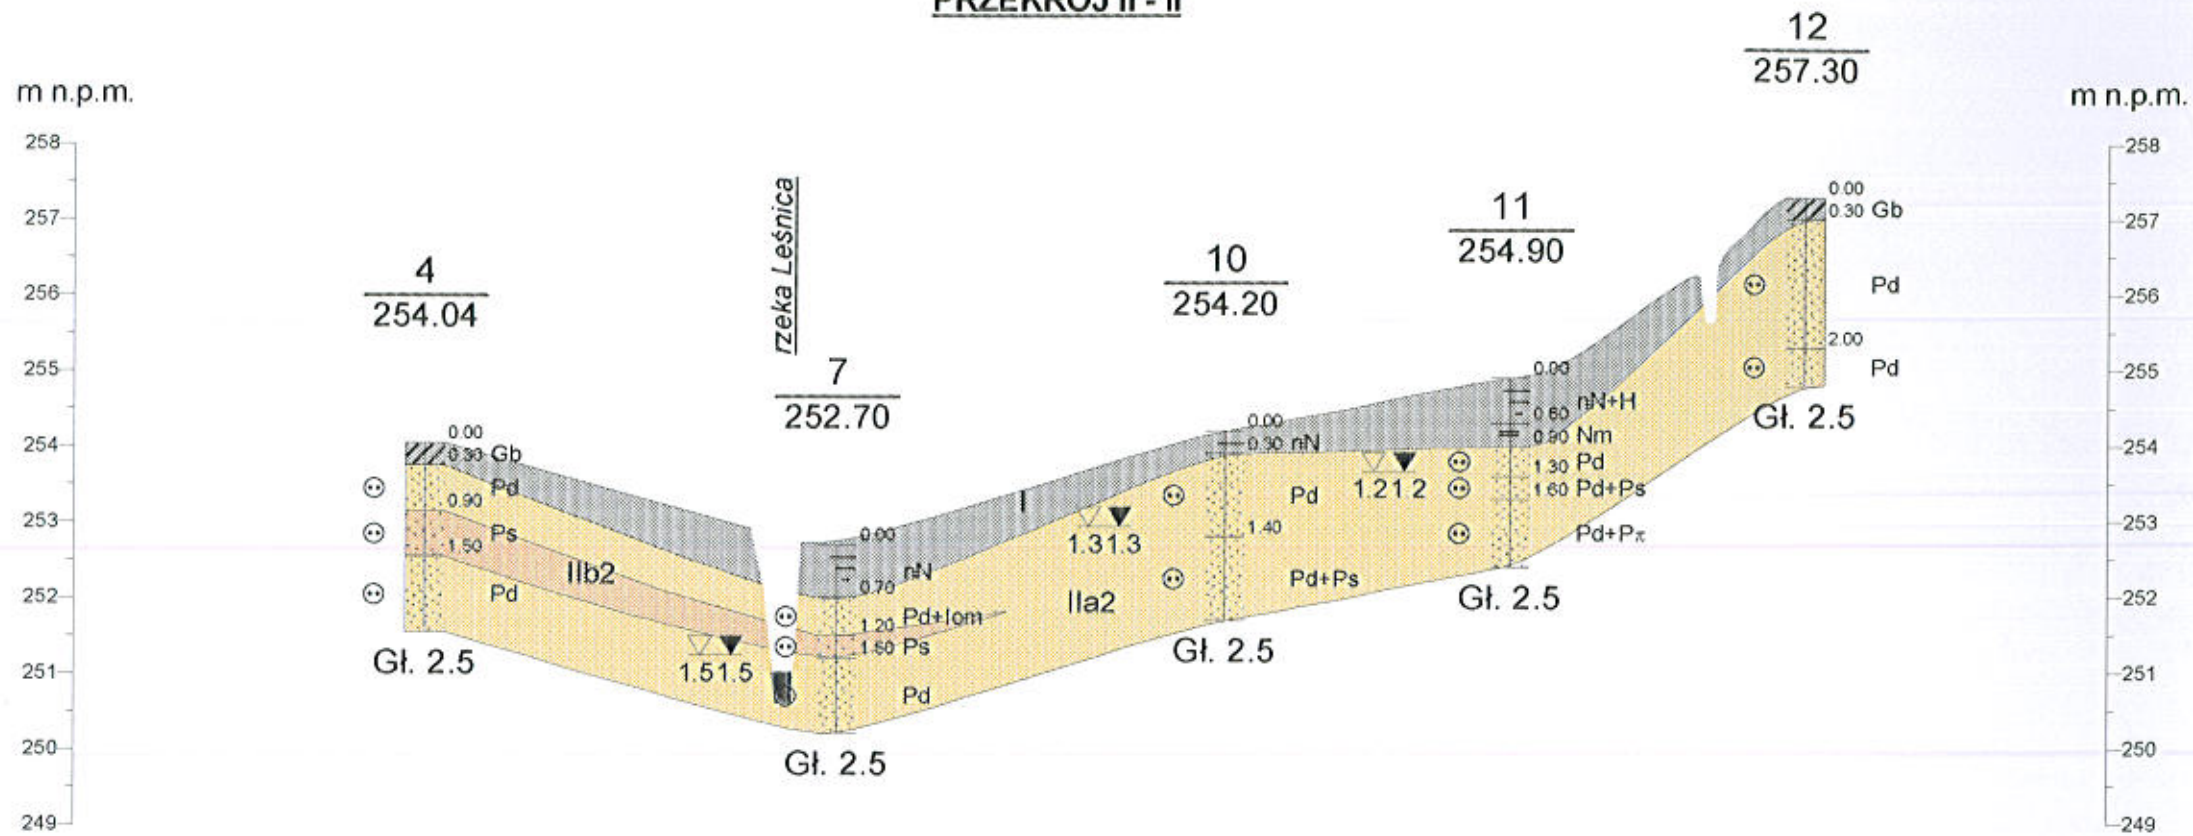 PRZEKRÓJ II - II
12
257.30
m n.p.m.
m n.p.m.
258
257
256
255
254
253
252
251
250
249
258
257
256
255
254
253
252
251
250
249
4
254.04
0.00
0.30 Gb
Pd
0.90
Ps
1.50
Pd
Gł. 2.5
IIb2
rzeka Leśnica
7
252.70
0.00
nN
0.70
Pd+Iom
1.20
1.60 Ps
Pd
Gł. 2.5
1.5 1.5
I
1.3 1.3
IIa2
10
254.20
0.00
0.30 nN
Pd
1.40
Pd+Ps
Gł. 2.5
1.2 1.2
11
254.90
0.00
nN+H
0.60
0.90 Nm
1.30 Pd
1.60 Pd+Ps
Pd+Pπ
Gł. 2.5
0.00
0.30 Gb
Pd
2.00
Pd
Gł. 2.5